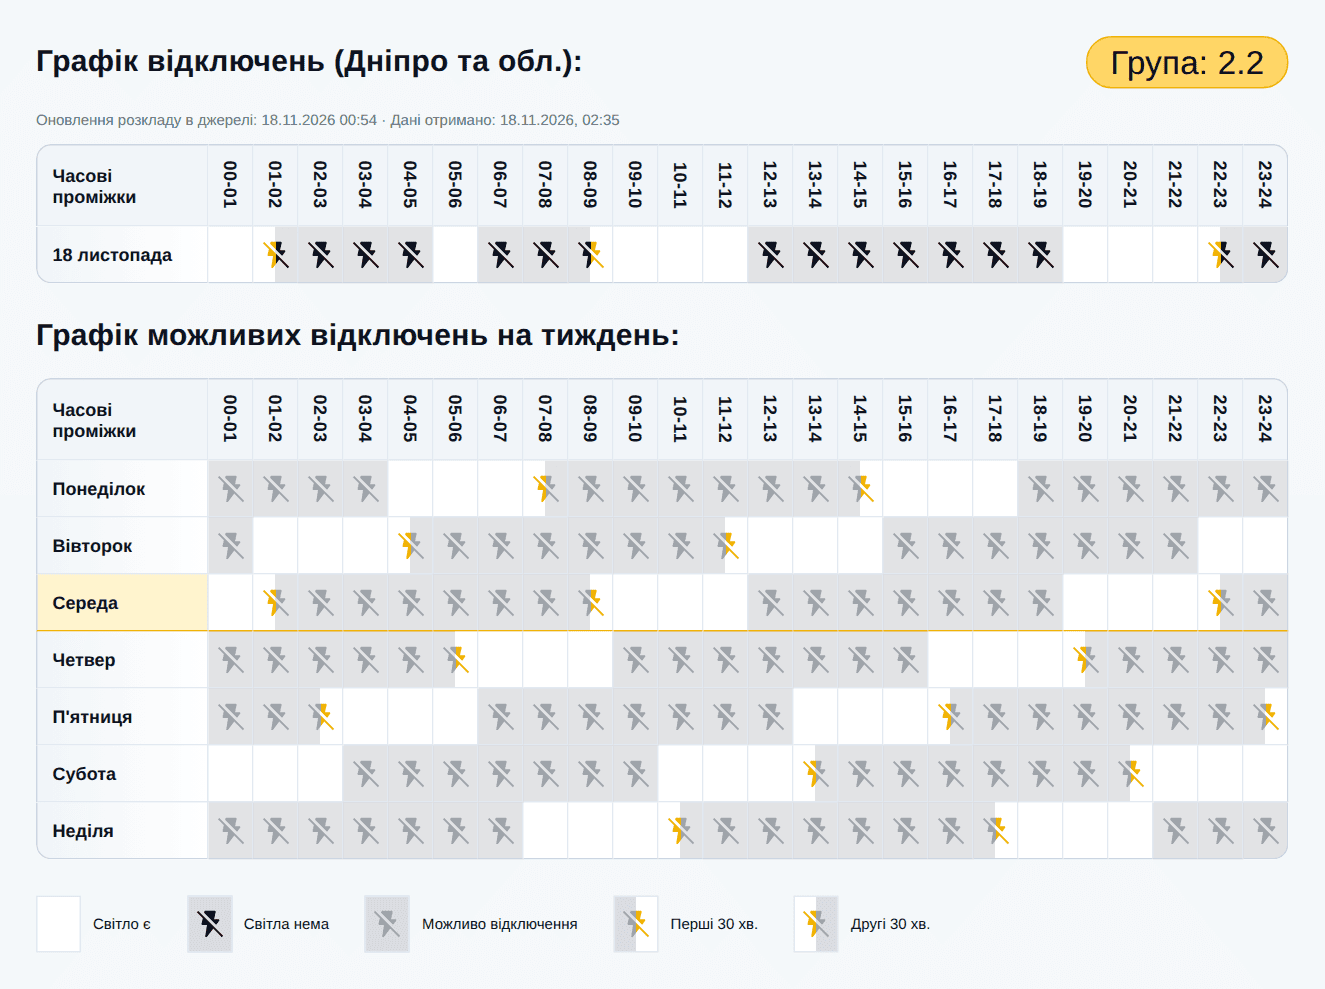 Графік відключень (Дніпро та обл.):
Група: 2.2
Оновлення розкладу в джерелі: 18.11.2026 00:54 · Дані отримано: 18.11.2026, 02:35
Часові проміжки 00-01 01-02 02-03 03-04 04-05 05-06 06-07 07-08 08-09 09-10 10-11 11-12 12-13 13-14 14-15 15-16 16-17 17-18 18-19 19-20 20-21 21-22 22-23 23-24
18 листопада
Графік можливих відключень на тиждень:
Часові проміжки 00-01 01-02 02-03 03-04 04-05 05-06 06-07 07-08 08-09 09-10 10-11 11-12 12-13 13-14 14-15 15-16 16-17 17-18 18-19 19-20 20-21 21-22 22-23 23-24
Понеділок
Вівторок
Середа
Четвер
П'ятниця
Субота
Неділя
Світло є Світла нема Можливо відключення Перші 30 хв. Другі 30 хв.